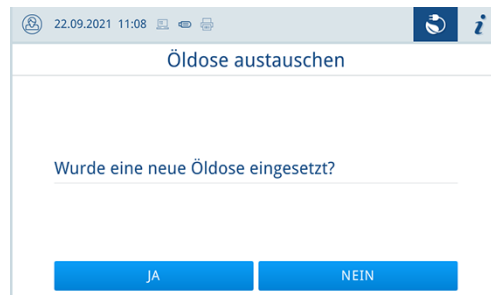 22.09.2021 11:08 i
Öldose austauschen
Wurde eine neue Öldose eingesetzt?
JA NEIN